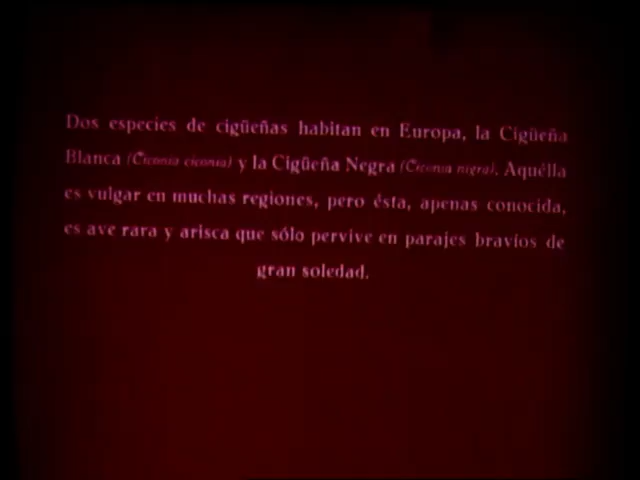 Dos especies de cigüeñas habitan en Europa, la Cigüeña
Blanca (Ciconia ciconia) y la Cigüeña Negra (Ciconia nigra). Aquélla
es vulgar en muchas regiones, pero ésta, apenas conocida,
es ave rara y arisca que sólo pervive en parajes bravíos de
gran soledad.